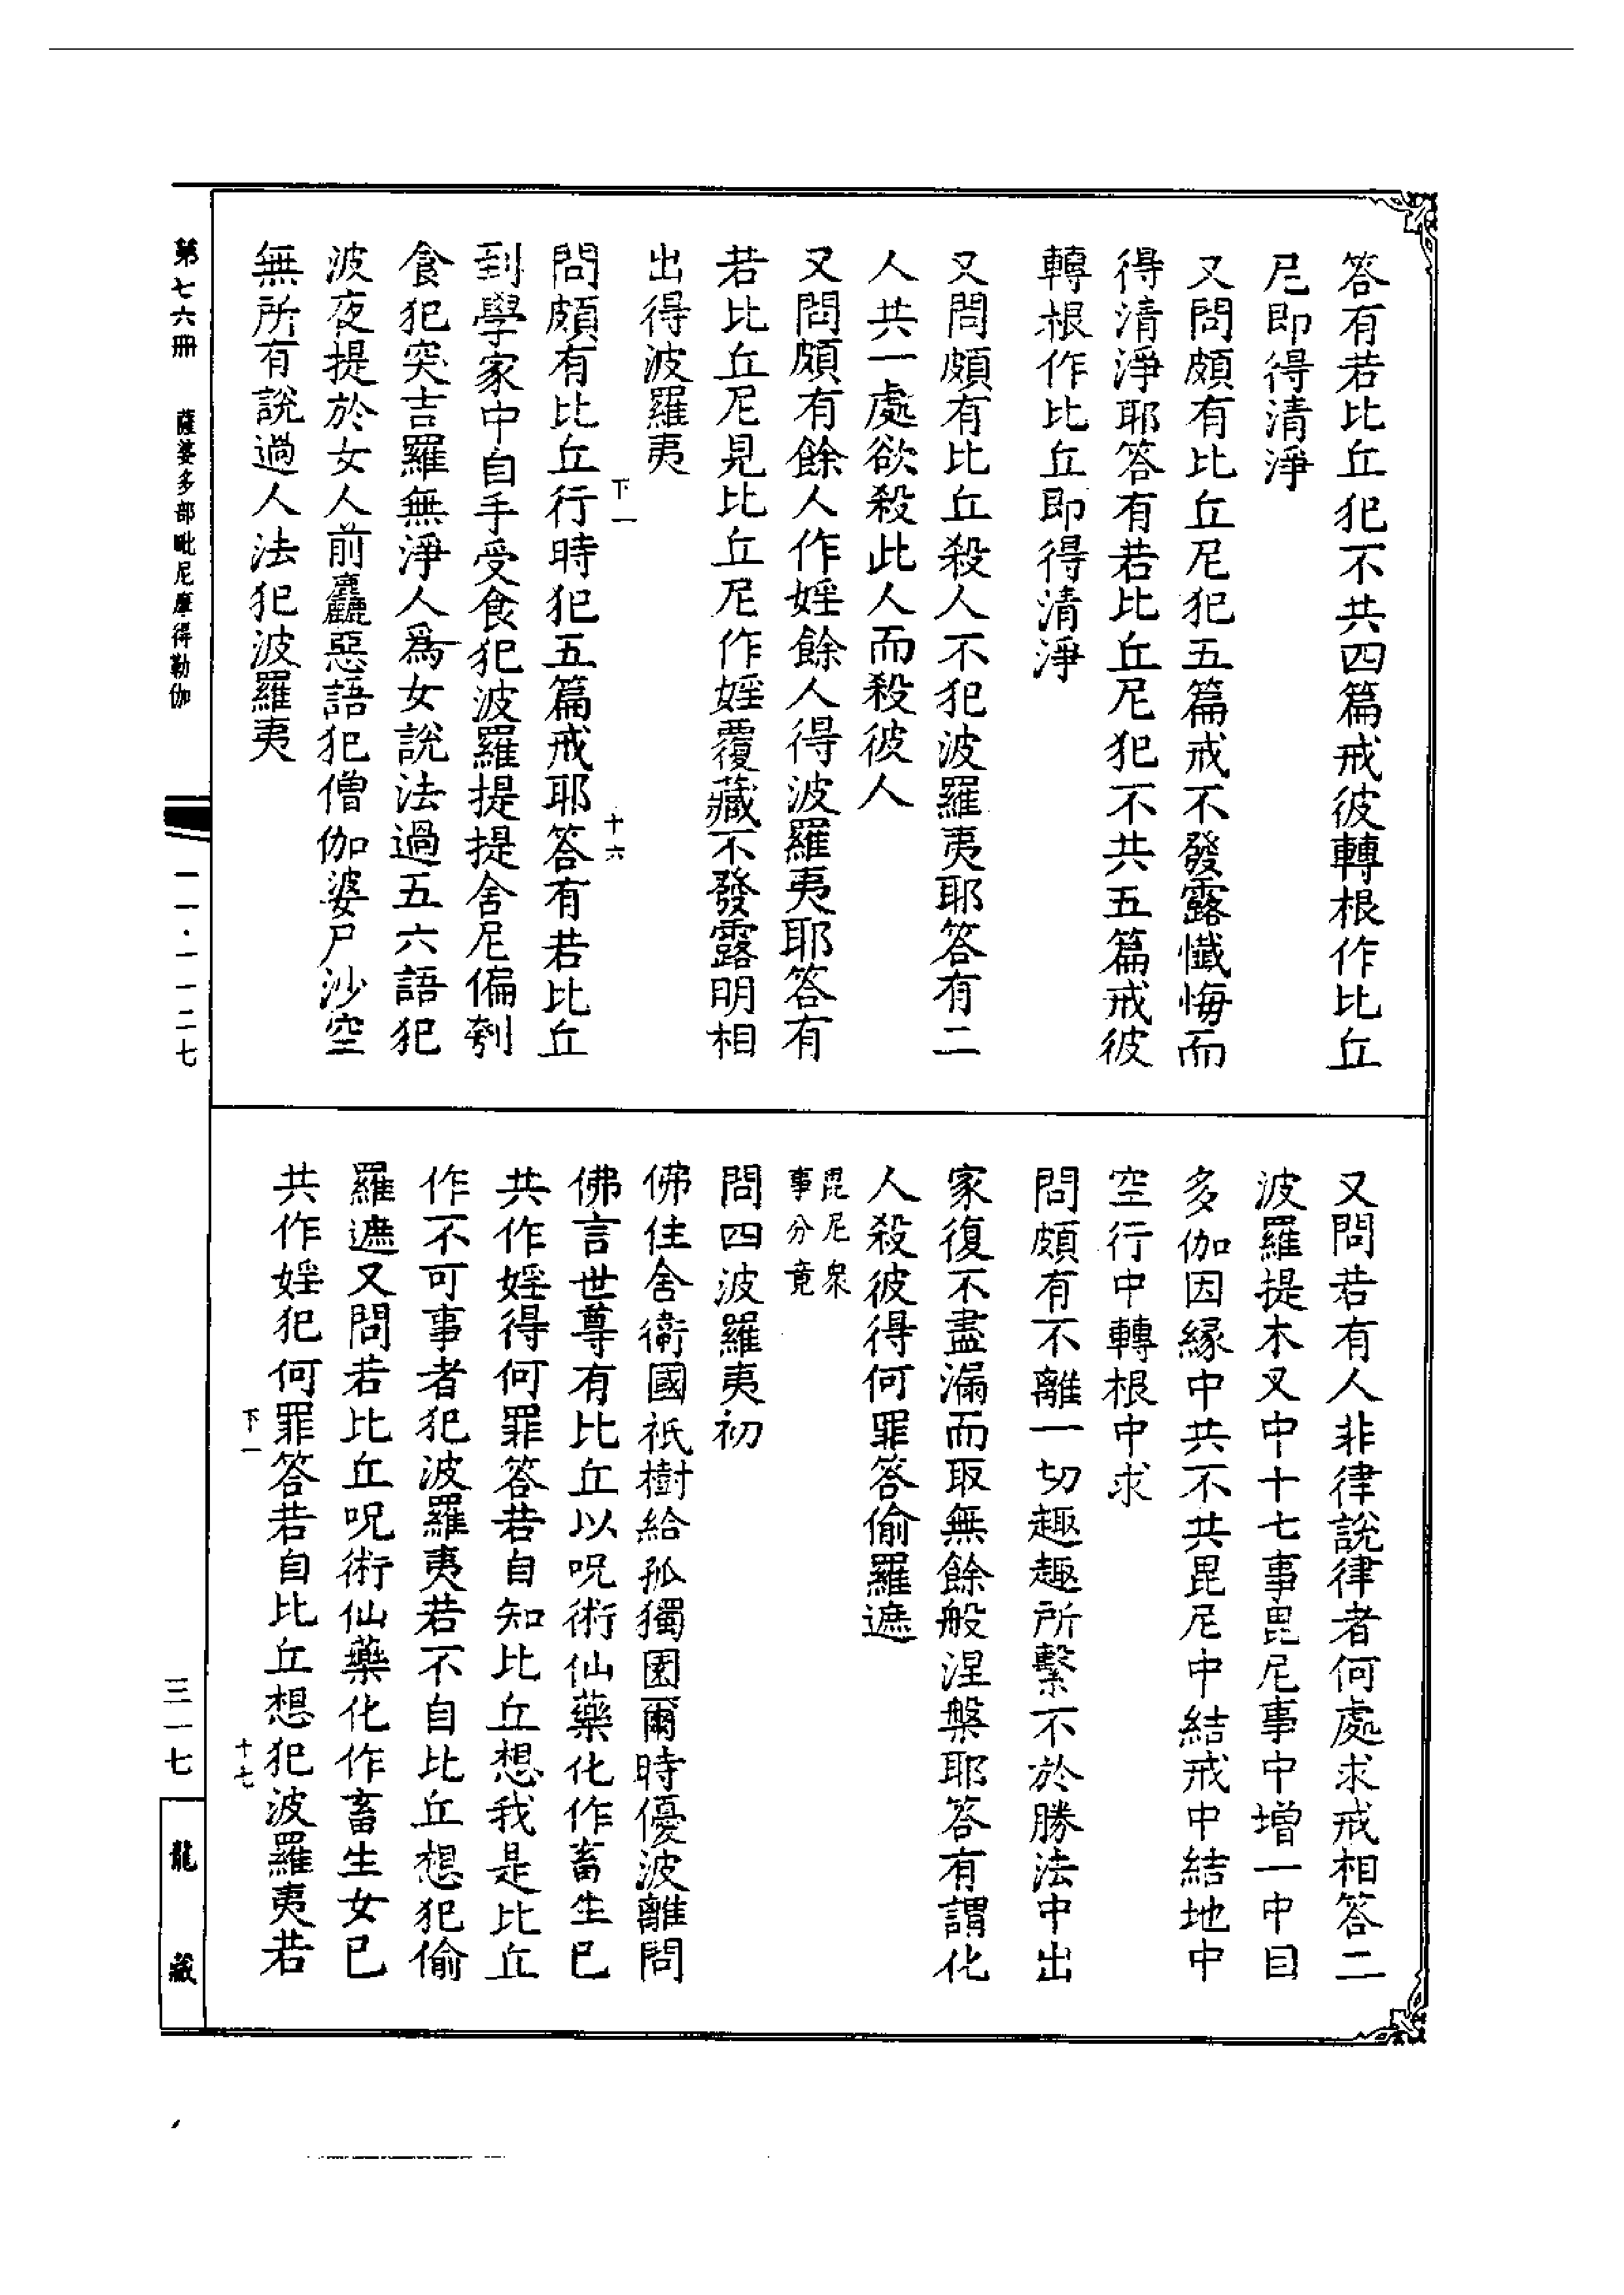 答有若比丘犯不共四篇戒彼轉根作比丘
尼即得清淨
又問頗有比丘尼犯五篇戒不發露懺悔而
得清淨耶答有若比丘尼犯不共五篇戒彼
轉根作比丘即得清淨
又問頗有比丘殺人不犯波羅夷耶答有二
人共一處欲殺此人而殺彼人
又問頗有餘人作婬餘人得波羅夷耶答有
若比丘尼見比丘尼作婬覆藏不發露明相
出得波羅夷
下一 十六
問頗有比丘行時犯五篇戒耶答有若比丘
到學家中自手受食犯波羅提提舍尼偏刳
食犯突吉羅無淨人爲女說法過五六語犯
波夜提於女人前麤惡語犯僧伽婆尸沙空
無所有說過人法犯波羅夷
又問若有人非律說律者何處求戒相答二
波羅提木叉中十七事毘尼事中增一中目
多伽因緣中共不共毘尼中結戒中結地中
空行中轉根中求
問頗有不離一切趣趣所繫不於勝法中出
家復不盡漏而取無餘般涅槃耶答有謂化
人殺彼得何罪答偷羅遮
毘尼衆
事分竟
問四波羅夷初
佛住舍衛國祇樹給孤獨園爾時優波離問
佛言世尊有比丘以呪術仙藥化作畜生已
共作婬得何罪答若自知比丘想我是比丘
作不可事者犯波羅夷若不自比丘想犯偷
羅遮又問若比丘呪術仙藥化作畜生女已
共作婬犯何罪答若自比丘想犯波羅夷若
下一 十七
第七六冊 薩婆多部毗尼摩得勒伽
一一·一一二七
三一七
龍藏